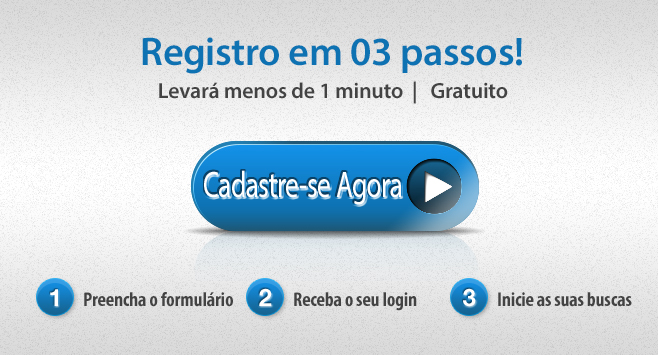 Registro em 03 passos!
Levará menos de 1 minuto | Gratuito
Cadastre-se Agora
1 Preencha o formulário 2 Receba o seu login 3 Inicie as suas buscas